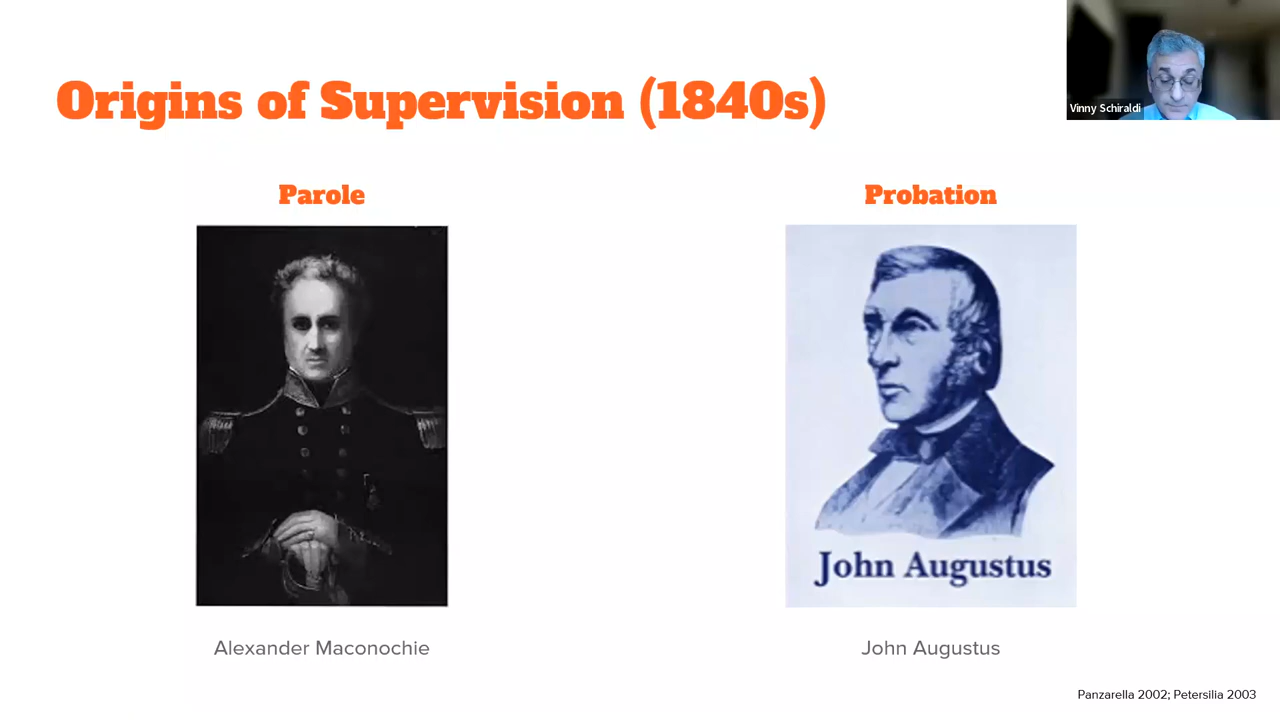 Origins of Supervision (1840s)
Vinny Schiraldi
Parole
Probation
John Augustus
Alexander Maconochie
John Augustus
Panzarella 2002; Petersilia 2003